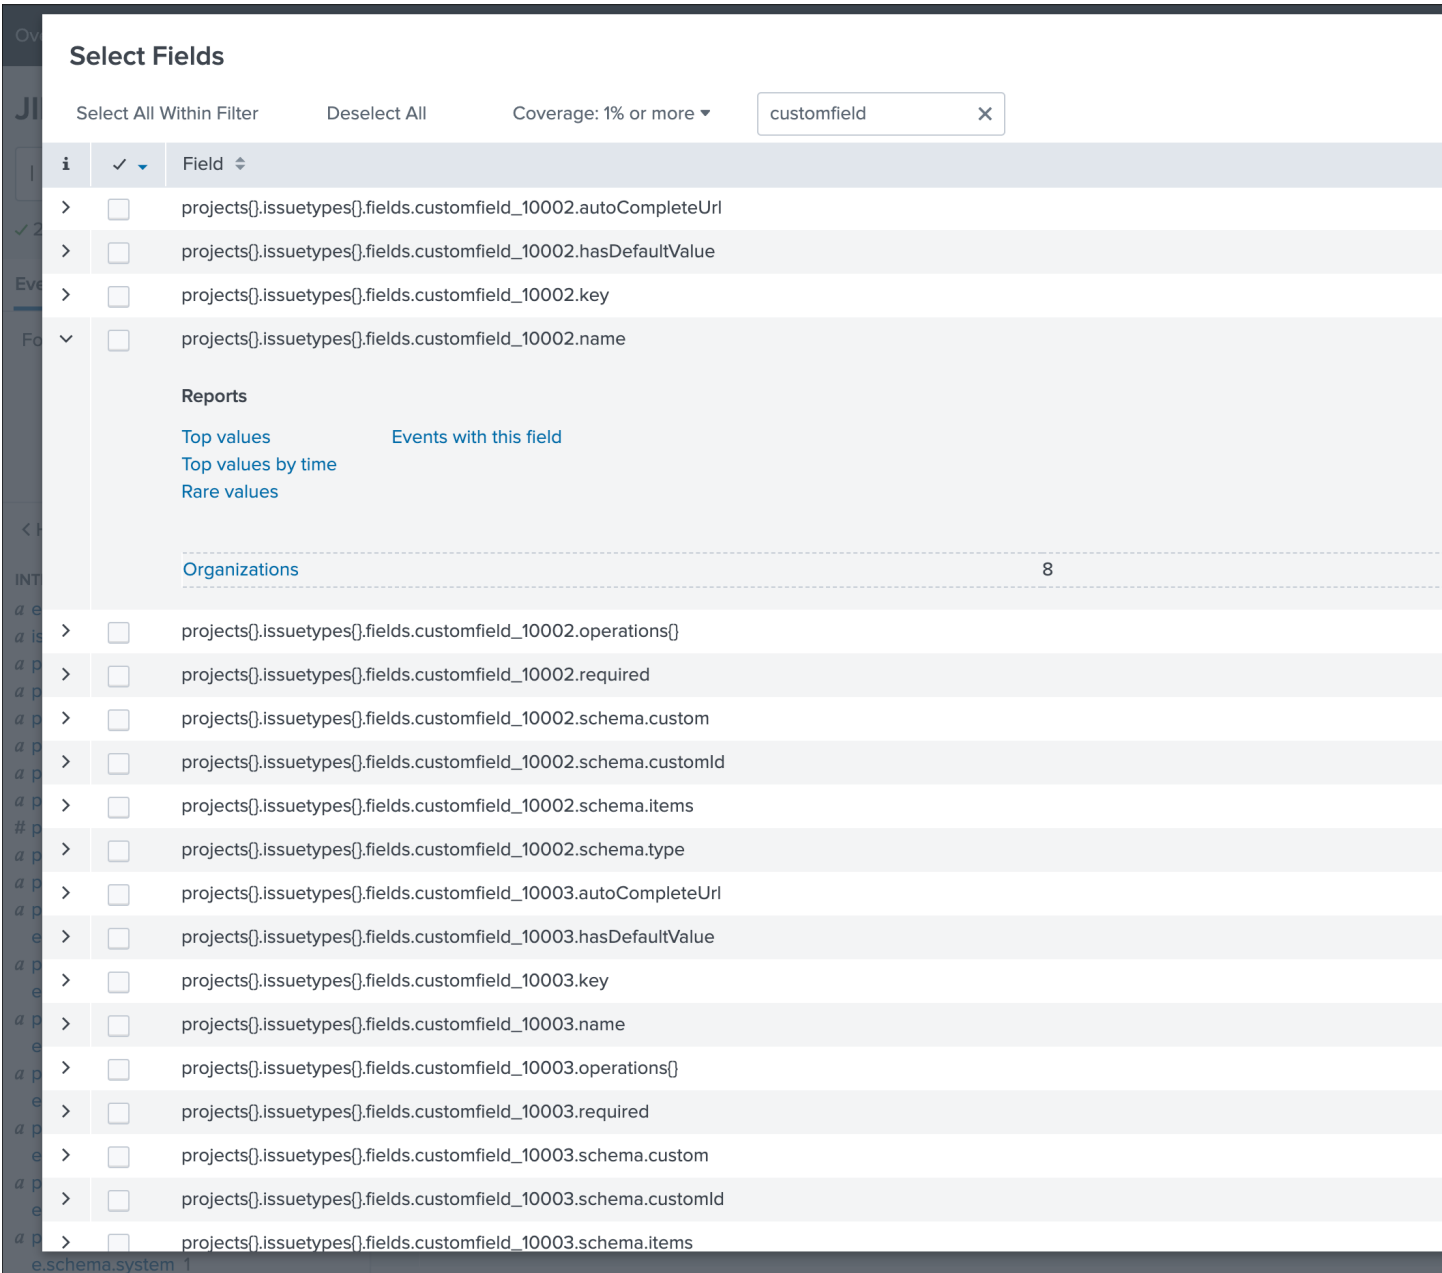 Select Fields
Select All Within Filter Deselect All Coverage: 1% or more customfield
i Field
projects{}.issuetypes{}.fields.customfield_10002.autoCompleteUrl
projects{}.issuetypes{}.fields.customfield_10002.hasDefaultValue
projects{}.issuetypes{}.fields.customfield_10002.key
projects{}.issuetypes{}.fields.customfield_10002.name
Reports
Top values Events with this field
Top values by time
Rare values
Organizations 8
projects{}.issuetypes{}.fields.customfield_10002.operations{}
projects{}.issuetypes{}.fields.customfield_10002.required
projects{}.issuetypes{}.fields.customfield_10002.schema.custom
projects{}.issuetypes{}.fields.customfield_10002.schema.customId
projects{}.issuetypes{}.fields.customfield_10002.schema.items
projects{}.issuetypes{}.fields.customfield_10002.schema.type
projects{}.issuetypes{}.fields.customfield_10003.autoCompleteUrl
projects{}.issuetypes{}.fields.customfield_10003.hasDefaultValue
projects{}.issuetypes{}.fields.customfield_10003.key
projects{}.issuetypes{}.fields.customfield_10003.name
projects{}.issuetypes{}.fields.customfield_10003.operations{}
projects{}.issuetypes{}.fields.customfield_10003.required
projects{}.issuetypes{}.fields.customfield_10003.schema.custom
projects{}.issuetypes{}.fields.customfield_10003.schema.customId
projects{}.issuetypes{}.fields.customfield_10003.schema.items
e.schema.system 1